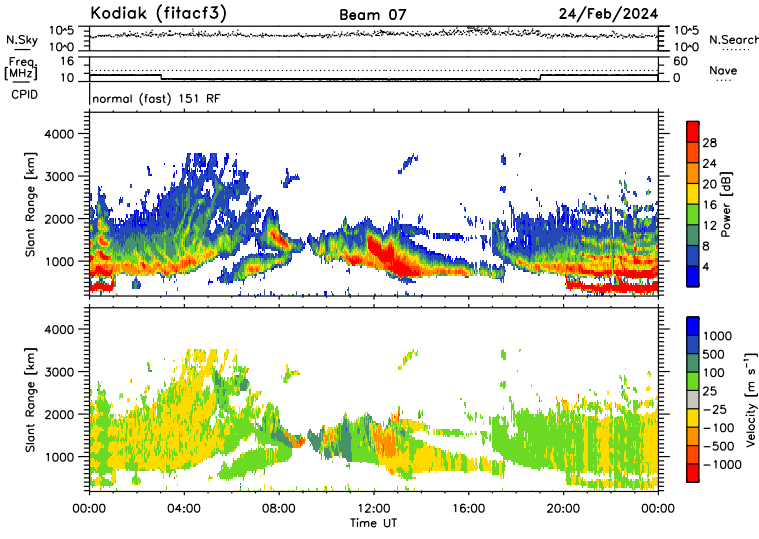 Kodiak (fitacf3) Beam 07 24/Feb/2024
N.Sky 10^5 10^0 10^5 10^0 N.Search
Freq. [MHz] 16 10 60 0 Nave
CPID normal (fast) 151 RF
Slant Range [km] 4000 3000 2000 1000
28 24 20 16 12 8 4 Power [dB]
Slant Range [km] 4000 3000 2000 1000
1000 500 100 25 -25 -100 -500 -1000 Velocity [m s^-1]
00:00 04:00 08:00 12:00 16:00 20:00 00:00
Time UT